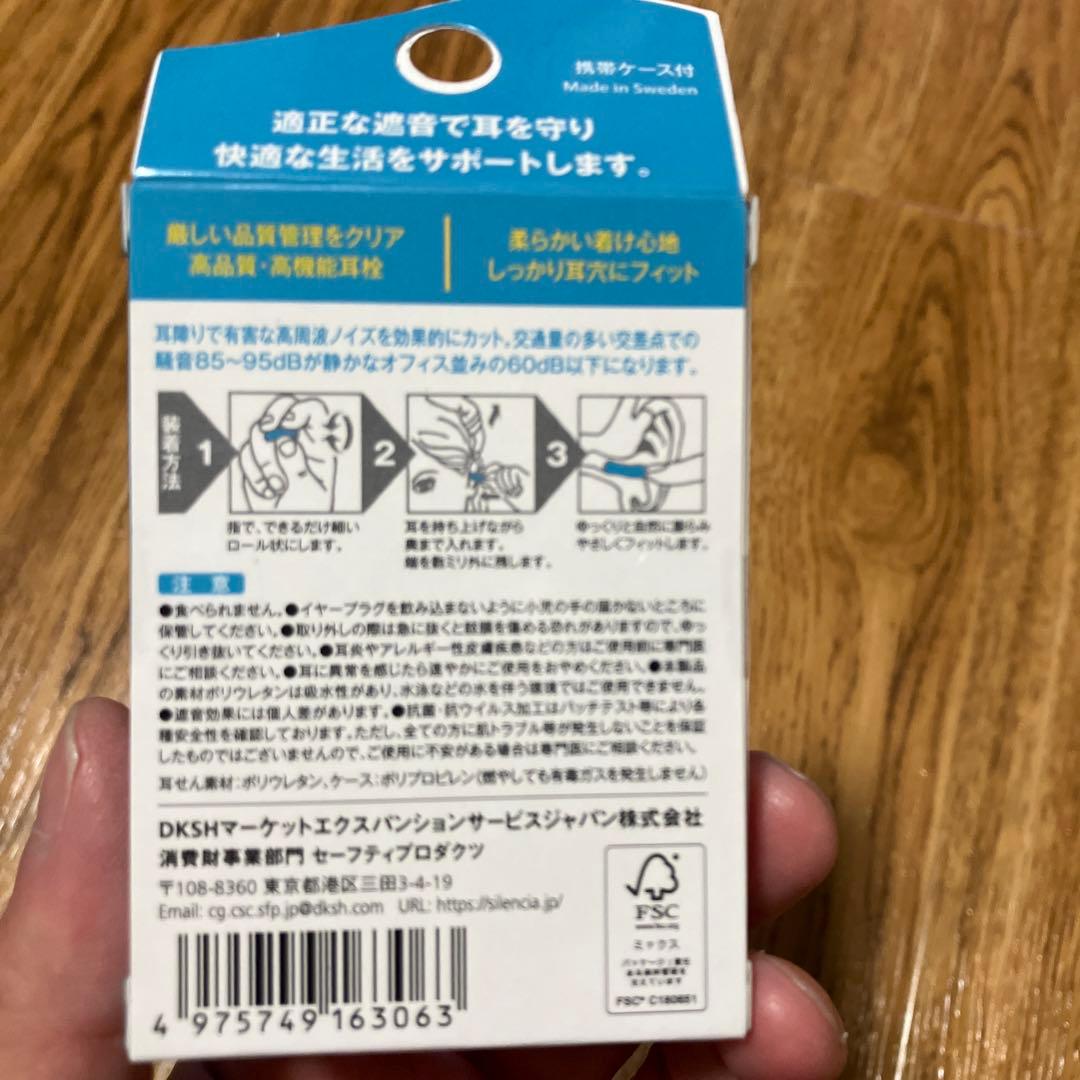 携帯ケース付
Made in Sweden
適正な遮音で耳を守り
快適な生活をサポートします。
厳しい品質管理をクリア
高品質・高機能耳栓
柔らかい着け心地
しっかり耳穴にフィット
耳障りで有害な高周波ノイズを効果的にカット。交通量の多い交差点での
騒音85～95dBが静かなオフィス並みの60dB以下になります。
装着方法
1
2
3
指で、できるだけ細い
ロール状にします。
耳を持ち上げながら
奥まで入れます。
端を数ミリ外に残します。
ゆっくりと自然に膨らみ
やさしくフィットします。
注意
●食べられません。●イヤープラグを飲み込まないように小児の手の届かないところに
保管してください。●取り外しの際は急に抜くと鼓膜を傷める恐れがありますので、ゆっ
くり引き抜いてください。●耳炎やアレルギー性皮膚疾患などの方はご使用前に専門医
にご相談ください。●耳に異常を感じたら速やかにご使用をおやめください。●本製品
の素材ポリウレタンは吸水性があり、水泳などの水を伴う環境ではご使用できません。
●遮音効果には個人差があります。●抗菌・抗ウイルス加工はパッチテスト等により各
種安全性を確認しております。ただし、全ての方に肌トラブル等が発生しないことを保証
したものではございませんので、ご使用に不安がある場合は専門医にご相談ください。
耳せん素材：ポリウレタン、ケース：ポリプロピレン（燃やしても有毒ガスを発生しません）
DKSHマーケットエクスパンションサービスジャパン株式会社
消費財事業部門 セーフティプロダクツ
〒108-8360 東京都港区三田3-4-19
Email: cg.csc.sfp.jp@dksh.com URL: https://silencia.jp/
FSC
www.fsc.org
ミックス
パッケージ｜責任
ある森林管理を
支えています
FSC® C160651
4 975749 163063